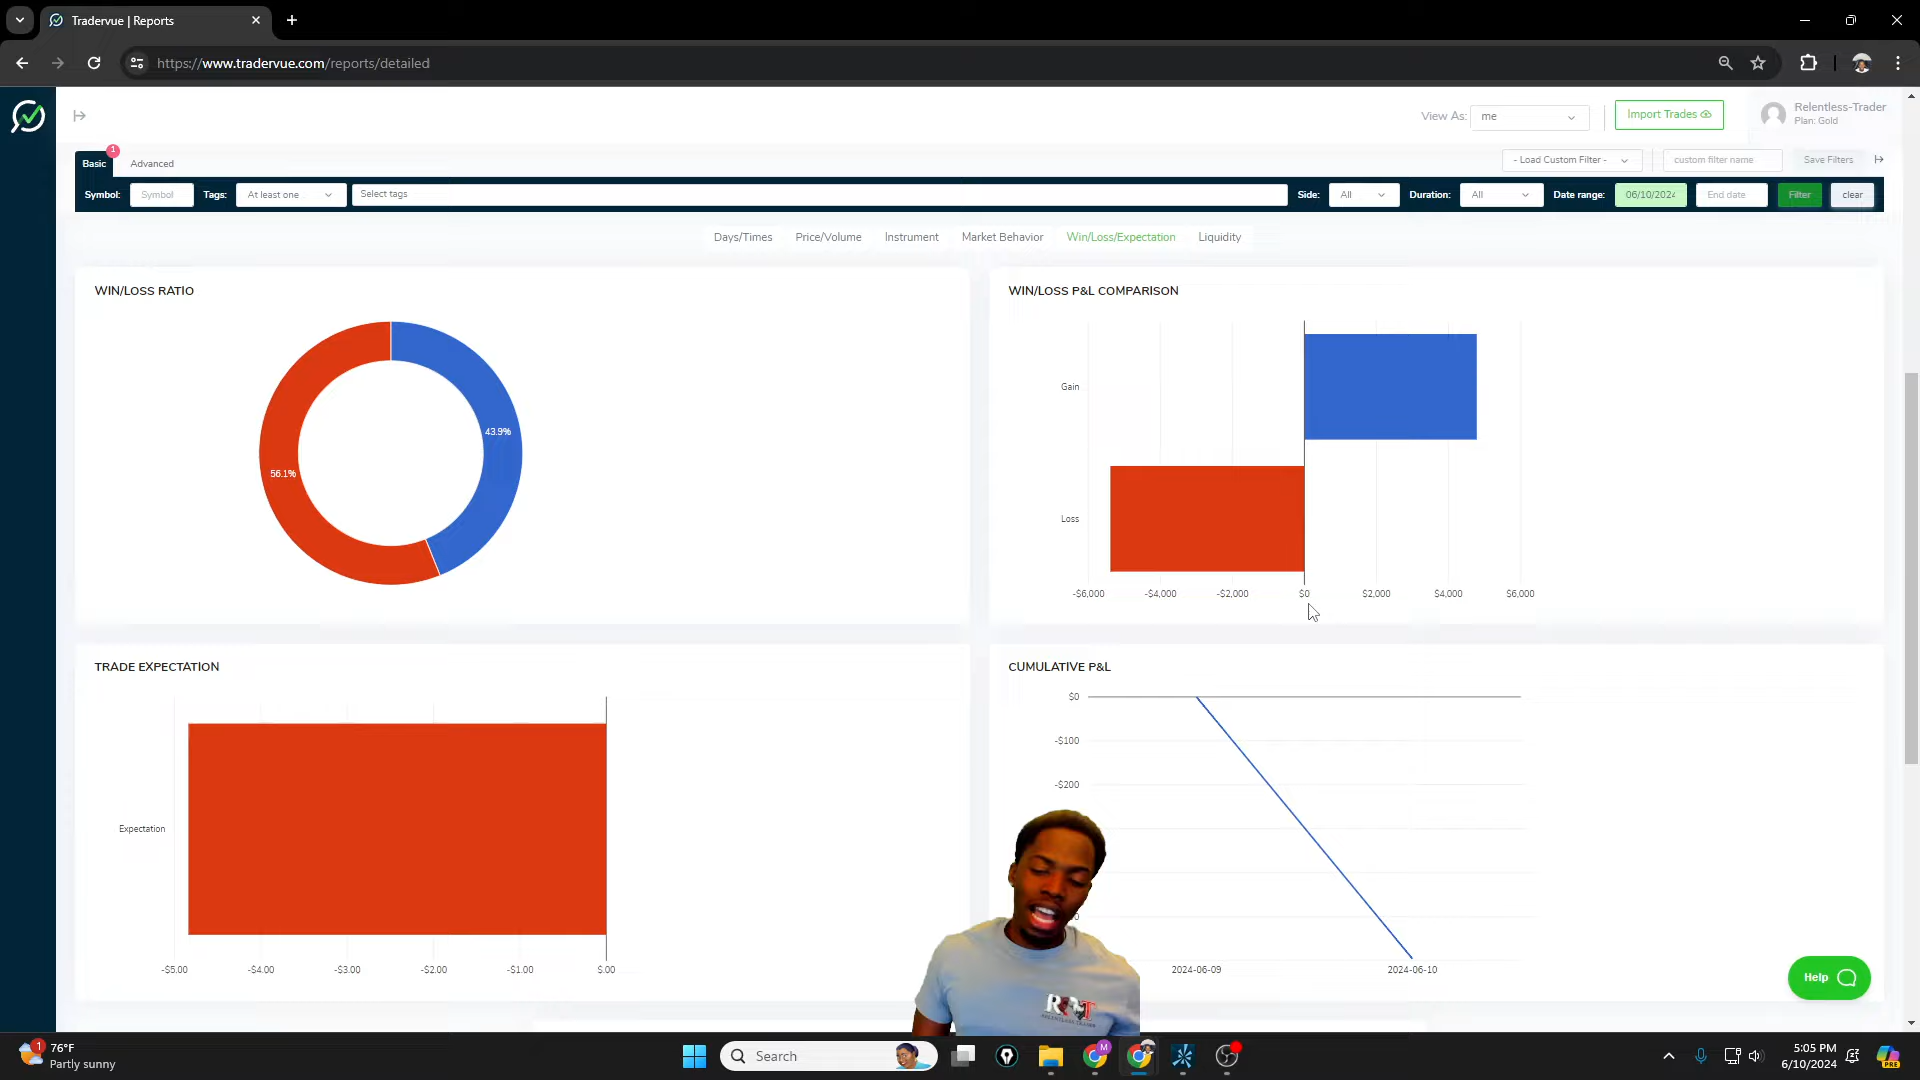 Tradervue | Reports
https://www.tradervue.com/reports/detailed
View As: me
Import Trades
Relentless-Trader
Plan: Gold
Basic 1 Advanced
- Load Custom Filter -
custom filter name
Save Filters
Symbol: Symbol Tags: At least one Select tags Side: All Duration: All Date range: 06/10/2024 End date Filter clear
Days/Times Price/Volume Instrument Market Behavior Win/Loss/Expectation Liquidity
WIN/LOSS RATIO
43.9%
56.1%
WIN/LOSS P&L COMPARISON
Gain
Loss
-$6,000 -$4,000 -$2,000 $0 $2,000 $4,000 $6,000
TRADE EXPECTATION
Expectation
-$5.00 -$4.00 -$3.00 -$2.00 -$1.00 $.00
CUMULATIVE P&L
$0
-$100
-$200
2024-06-09 2024-06-10
Help
1
76°F
Partly sunny
Search
M
5:05 PM
6/10/2024
PRE